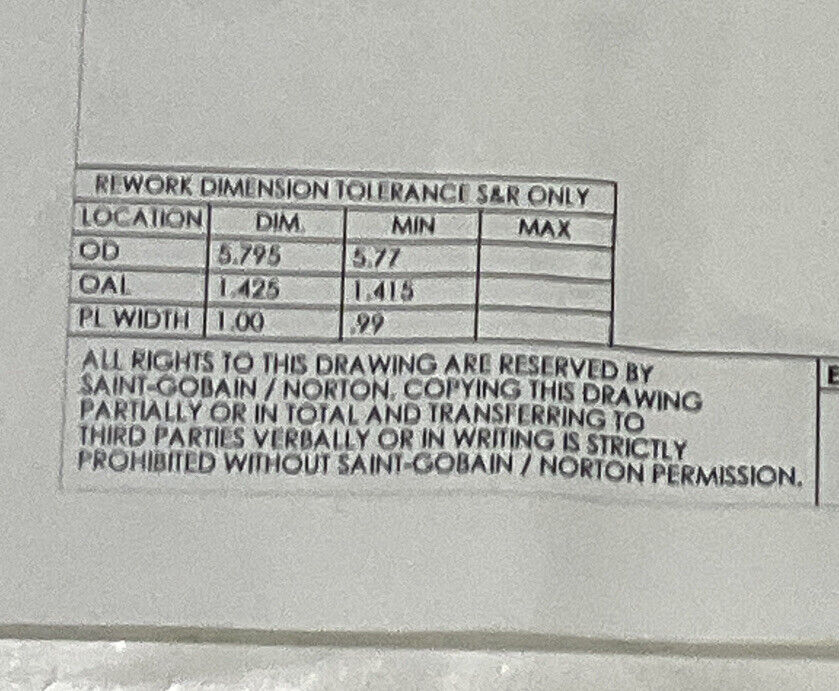 REWORK DIMENSION TOLERANCE S&R ONLY
LOCATION DIM. MIN MAX
OD 5.795 5.77
OAL 1.425 1.415
PL WIDTH 1.00 .99
ALL RIGHTS TO THIS DRAWING ARE RESERVED BY
SAINT-GOBAIN / NORTON. COPYING THIS DRAWING
PARTIALLY OR IN TOTAL AND TRANSFERRING TO
THIRD PARTIES VERBALLY OR IN WRITING IS STRICTLY
PROHIBITED WITHOUT SAINT-GOBAIN / NORTON PERMISSION.